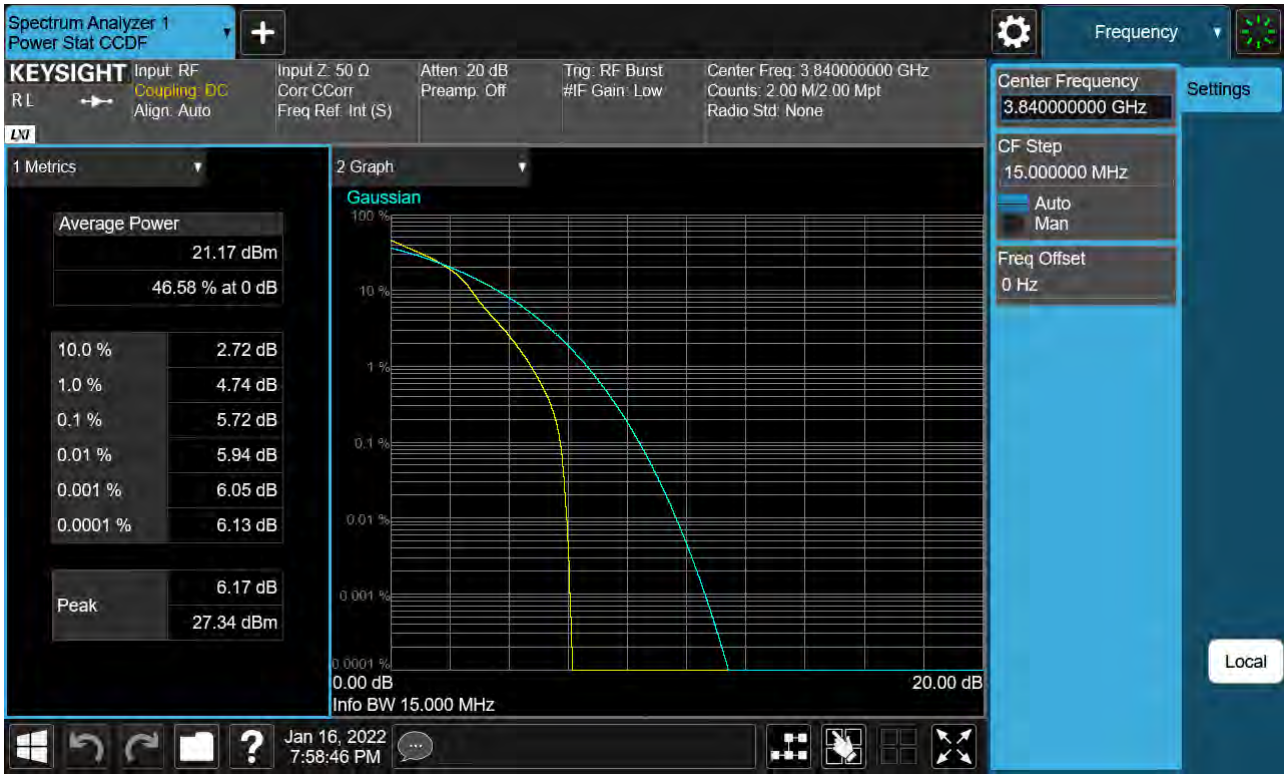 Spectrum Analyzer 1
Power Stat CCDF
+
Frequency
KEYSIGHT
RL
LXI
Input: RF
Coupling: DC
Align: Auto
Input Z: 50 Ω
Corr CCorr
Freq Ref: Int (S)
Atten: 20 dB
Preamp: Off
Trig: RF Burst
#IF Gain: Low
Center Freq: 3.840000000 GHz
Counts: 2.00 M/2.00 Mpt
Radio Std: None
Center Frequency
3.840000000 GHz
Settings
CF Step
15.000000 MHz
Auto
Man
Freq Offset
0 Hz
1 Metrics
Average Power
21.17 dBm
46.58 % at 0 dB
10.0 % 2.72 dB
1.0 % 4.74 dB
0.1 % 5.72 dB
0.01 % 5.94 dB
0.001 % 6.05 dB
0.0001 % 6.13 dB
Peak
6.17 dB
27.34 dBm
2 Graph
Gaussian
100 %
10 %
1 %
0.1 %
0.01 %
0.001 %
0.0001 %
0.00 dB 20.00 dB
Info BW 15.000 MHz
Local
?
Jan 16, 2022
7:58:46 PM